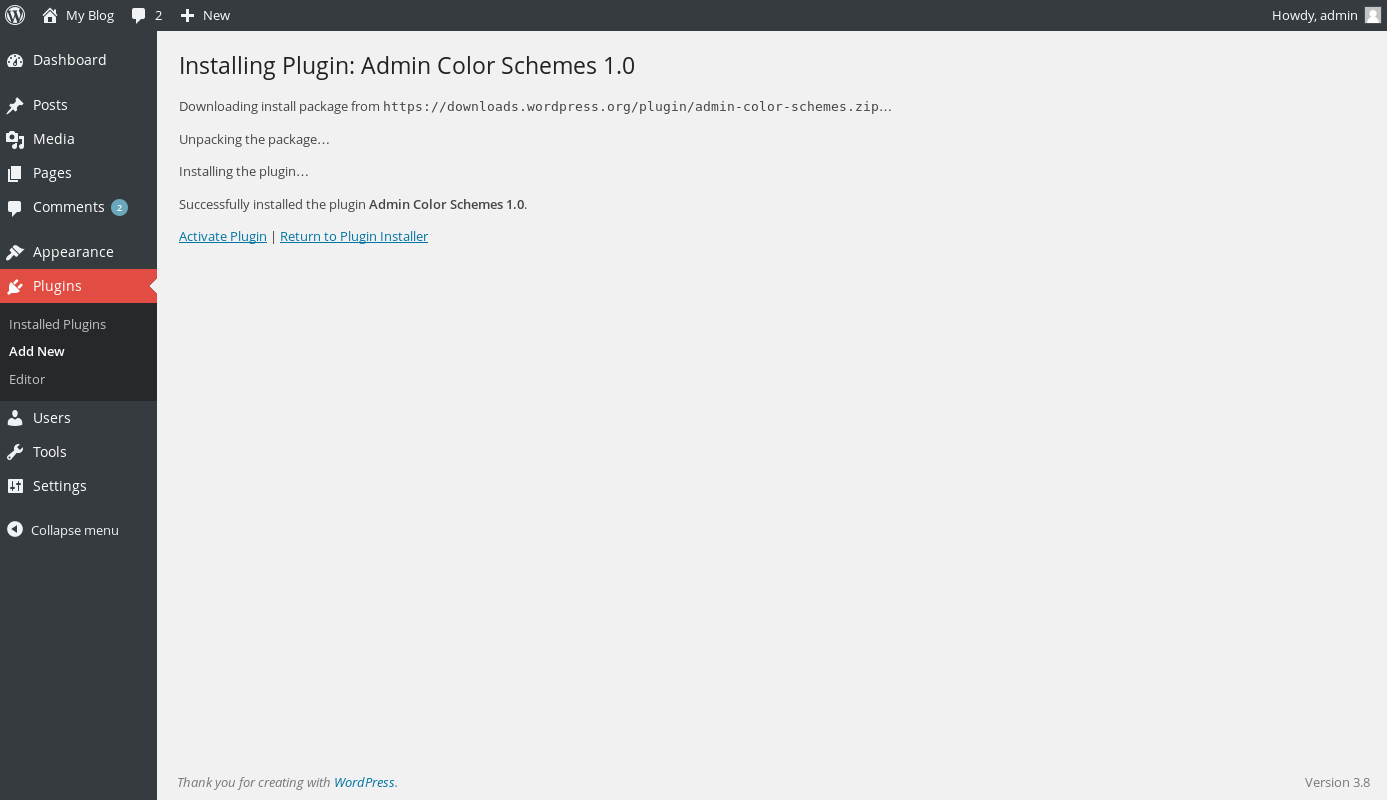 My Blog 2 New Howdy, admin
Dashboard
Posts
Media
Pages
Comments 2
Appearance
Plugins
Installed Plugins
Add New
Editor
Users
Tools
Settings
Collapse menu
Installing Plugin: Admin Color Schemes 1.0
Downloading install package from https://downloads.wordpress.org/plugin/admin-color-schemes.zip…
Unpacking the package…
Installing the plugin…
Successfully installed the plugin Admin Color Schemes 1.0.
Activate Plugin | Return to Plugin Installer
Thank you for creating with WordPress. Version 3.8